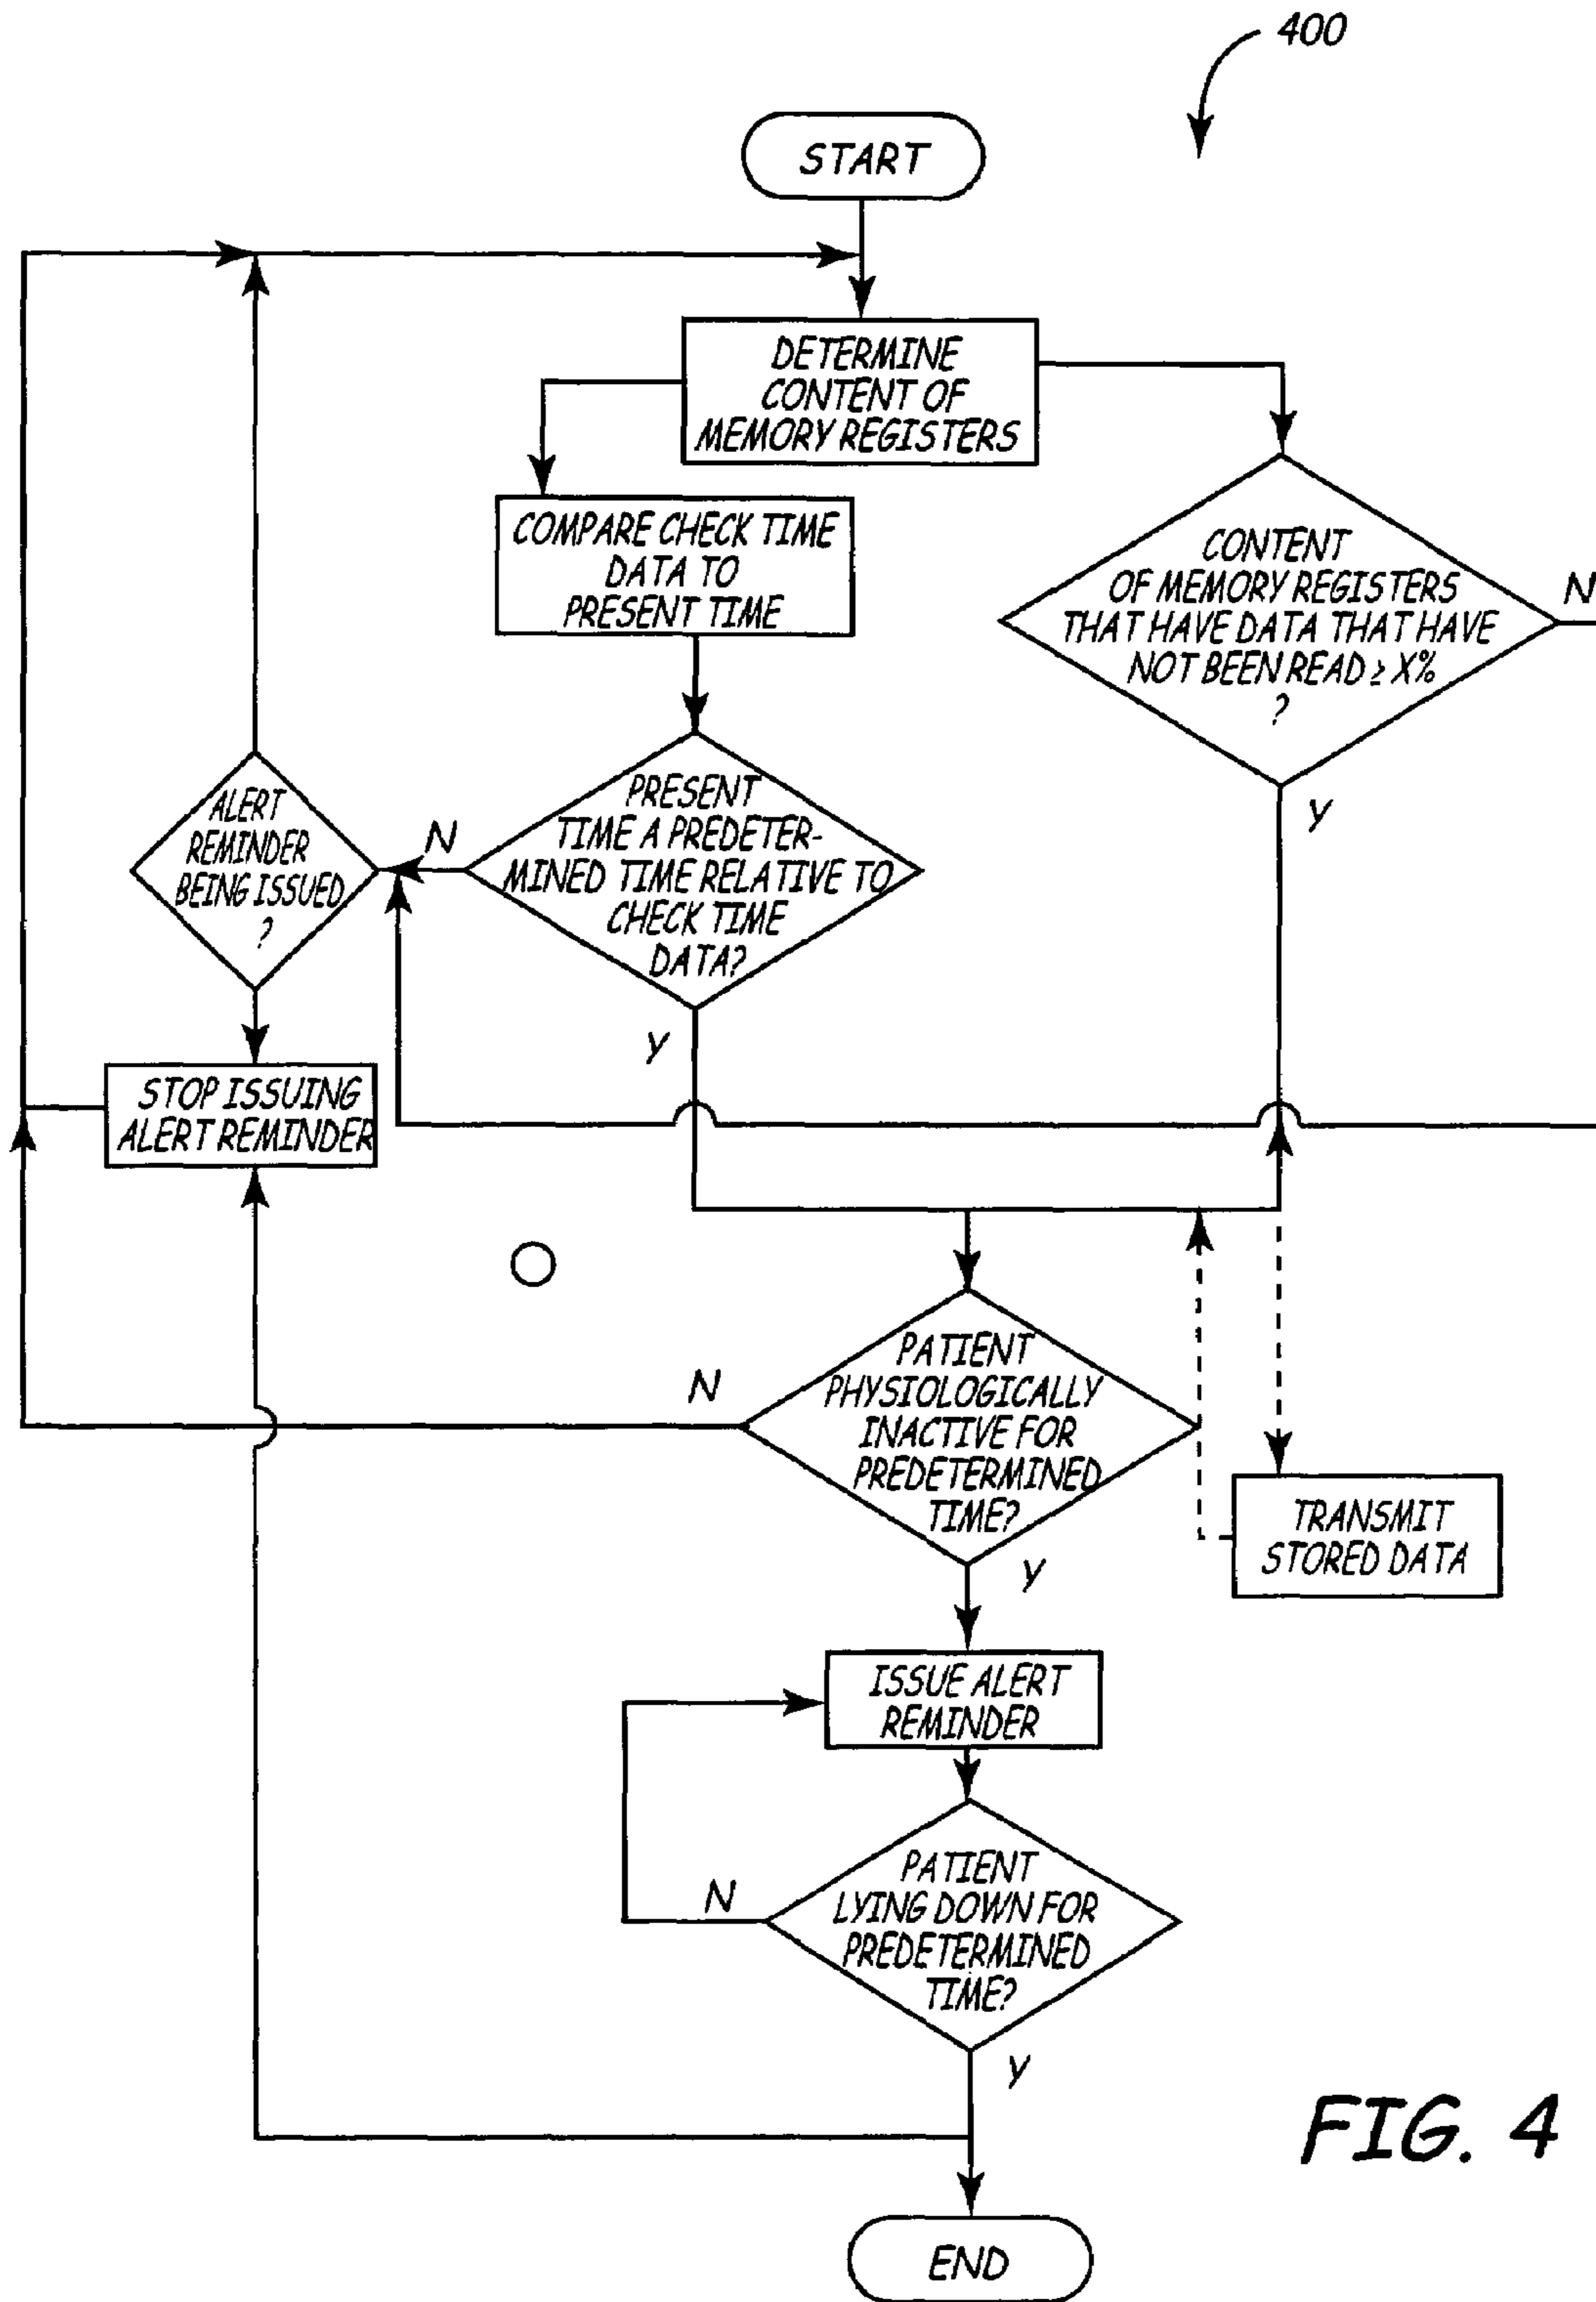 400
START
DETERMINE
CONTENT OF
MEMORY REGISTERS
COMPARE CHECK TIME
DATA TO
PRESENT TIME
CONTENT
OF MEMORY REGISTERS
THAT HAVE DATA THAT HAVE
NOT BEEN READ ≥ X%
?
N
Y
PRESENT
TIME A PREDETER-
MINED TIME RELATIVE TO
CHECK TIME
DATA?
N
Y
ALERT
REMINDER
BEING ISSUED
?
STOP ISSUING
ALERT REMINDER
PATIENT
PHYSIOLOGICALLY
INACTIVE FOR
PREDETERMINED
TIME?
N
Y
TRANSMIT
STORED DATA
ISSUE ALERT
REMINDER
PATIENT
LYING DOWN FOR
PREDETERMINED
TIME?
N
Y
END
FIG. 4